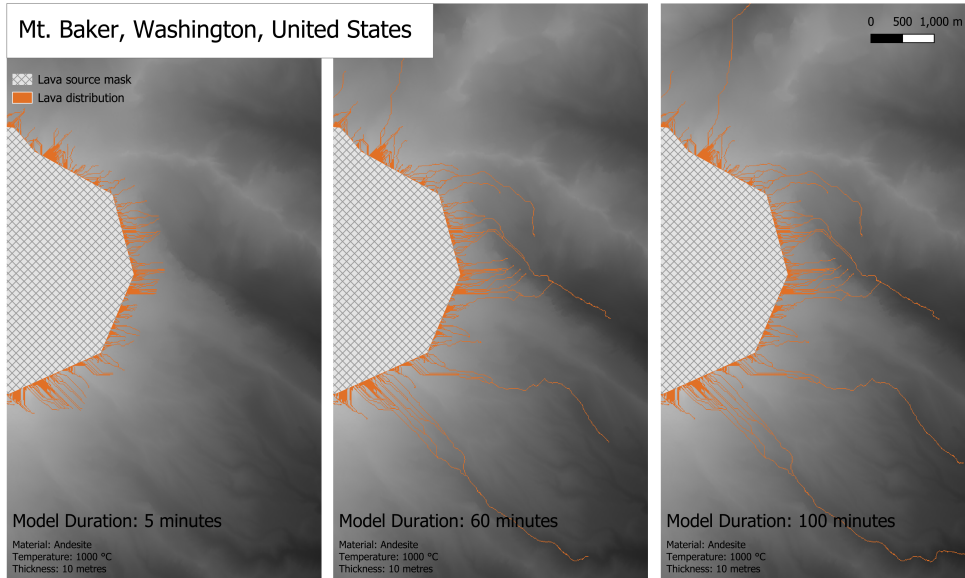 Mt. Baker, Washington, United States
0 500 1,000 m
Lava source mask
Lava distribution
Model Duration: 5 minutes
Material: Andesite
Temperature: 1000 °C
Thickness: 10 metres
Model Duration: 60 minutes
Material: Andesite
Temperature: 1000 °C
Thickness: 10 metres
Model Duration: 100 minutes
Material: Andesite
Temperature: 1000 °C
Thickness: 10 metres